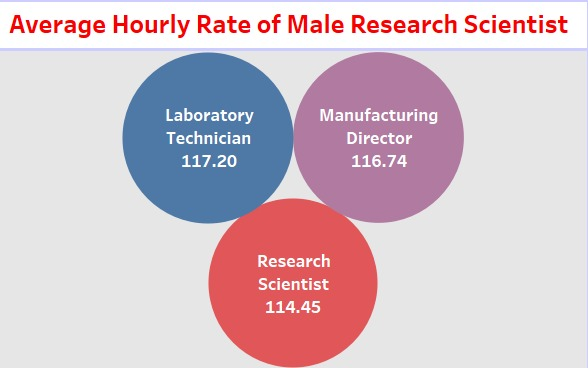 Average Hourly Rate of Male Research Scientist
Laboratory
Technician
117.20
Manufacturing
Director
116.74
Research
Scientist
114.45